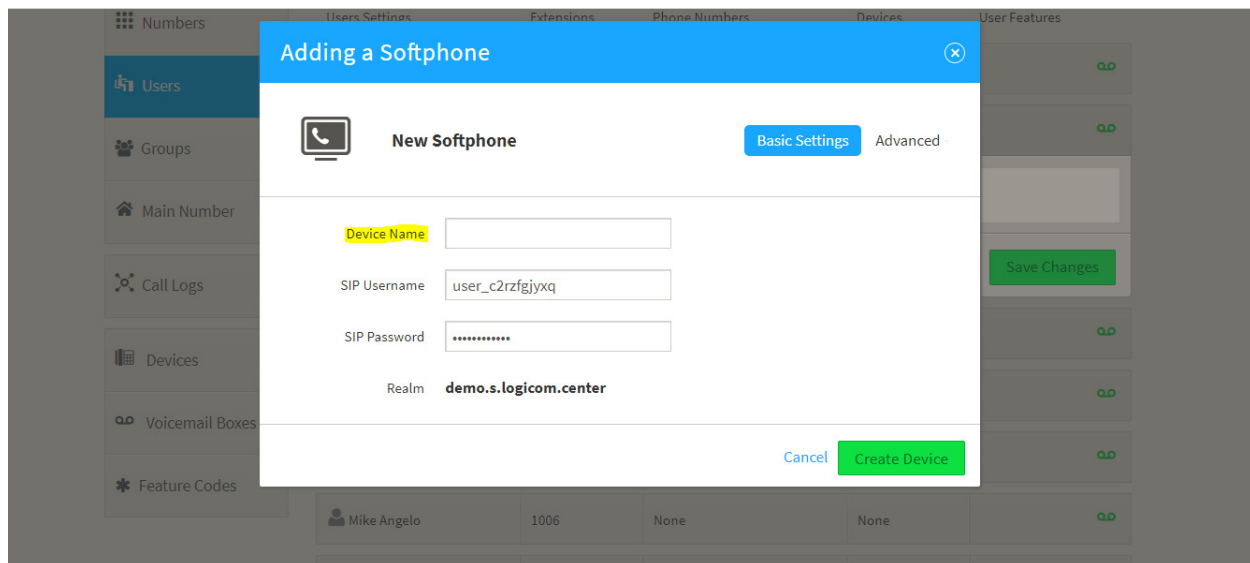 Numbers
Users Settings Extensions Phone Numbers Devices User Features
Adding a Softphone
Users
New Softphone
Basic Settings Advanced
Groups
Main Number
Device Name
Call Logs
SIP Username user_c2rzfgjyxq
Save Changes
SIP Password ••••••••••••
Devices
Realm demo.s.logicom.center
Voicemail Boxes
Cancel Create Device
Feature Codes
Mike Angelo 1006 None None